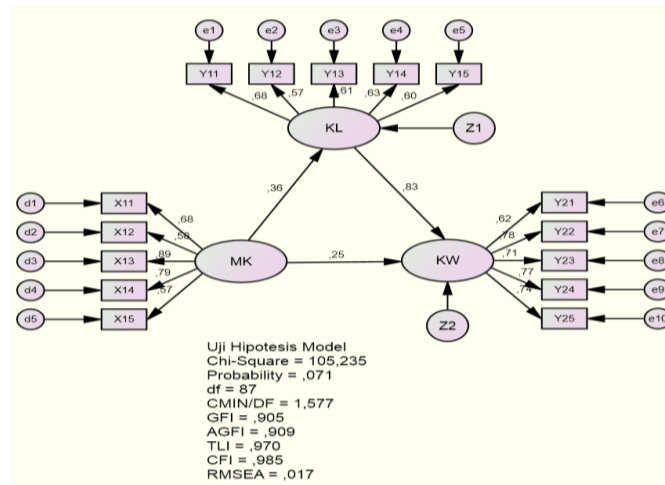 e1 e2 e3 e4 e5
Y11 Y12 Y13 Y14 Y15
,68 ,57 ,61 ,63 ,60
KL Z1
,36 ,83
d1 X11 ,68
d2 X12 ,58
d3 X13 ,89
d4 X14 ,79
d5 X15 ,57
MK ,25 KW
,62 Y21 e6
,78 Y22 e7
,71 Y23 e8
,77 Y24 e9
,74 Y25 e10
Z2
Uji Hipotesis Model
Chi-Square = 105,235
Probability = ,071
df = 87
CMIN/DF = 1,577
GFI = ,905
AGFI = ,909
TLI = ,970
CFI = ,985
RMSEA = ,017